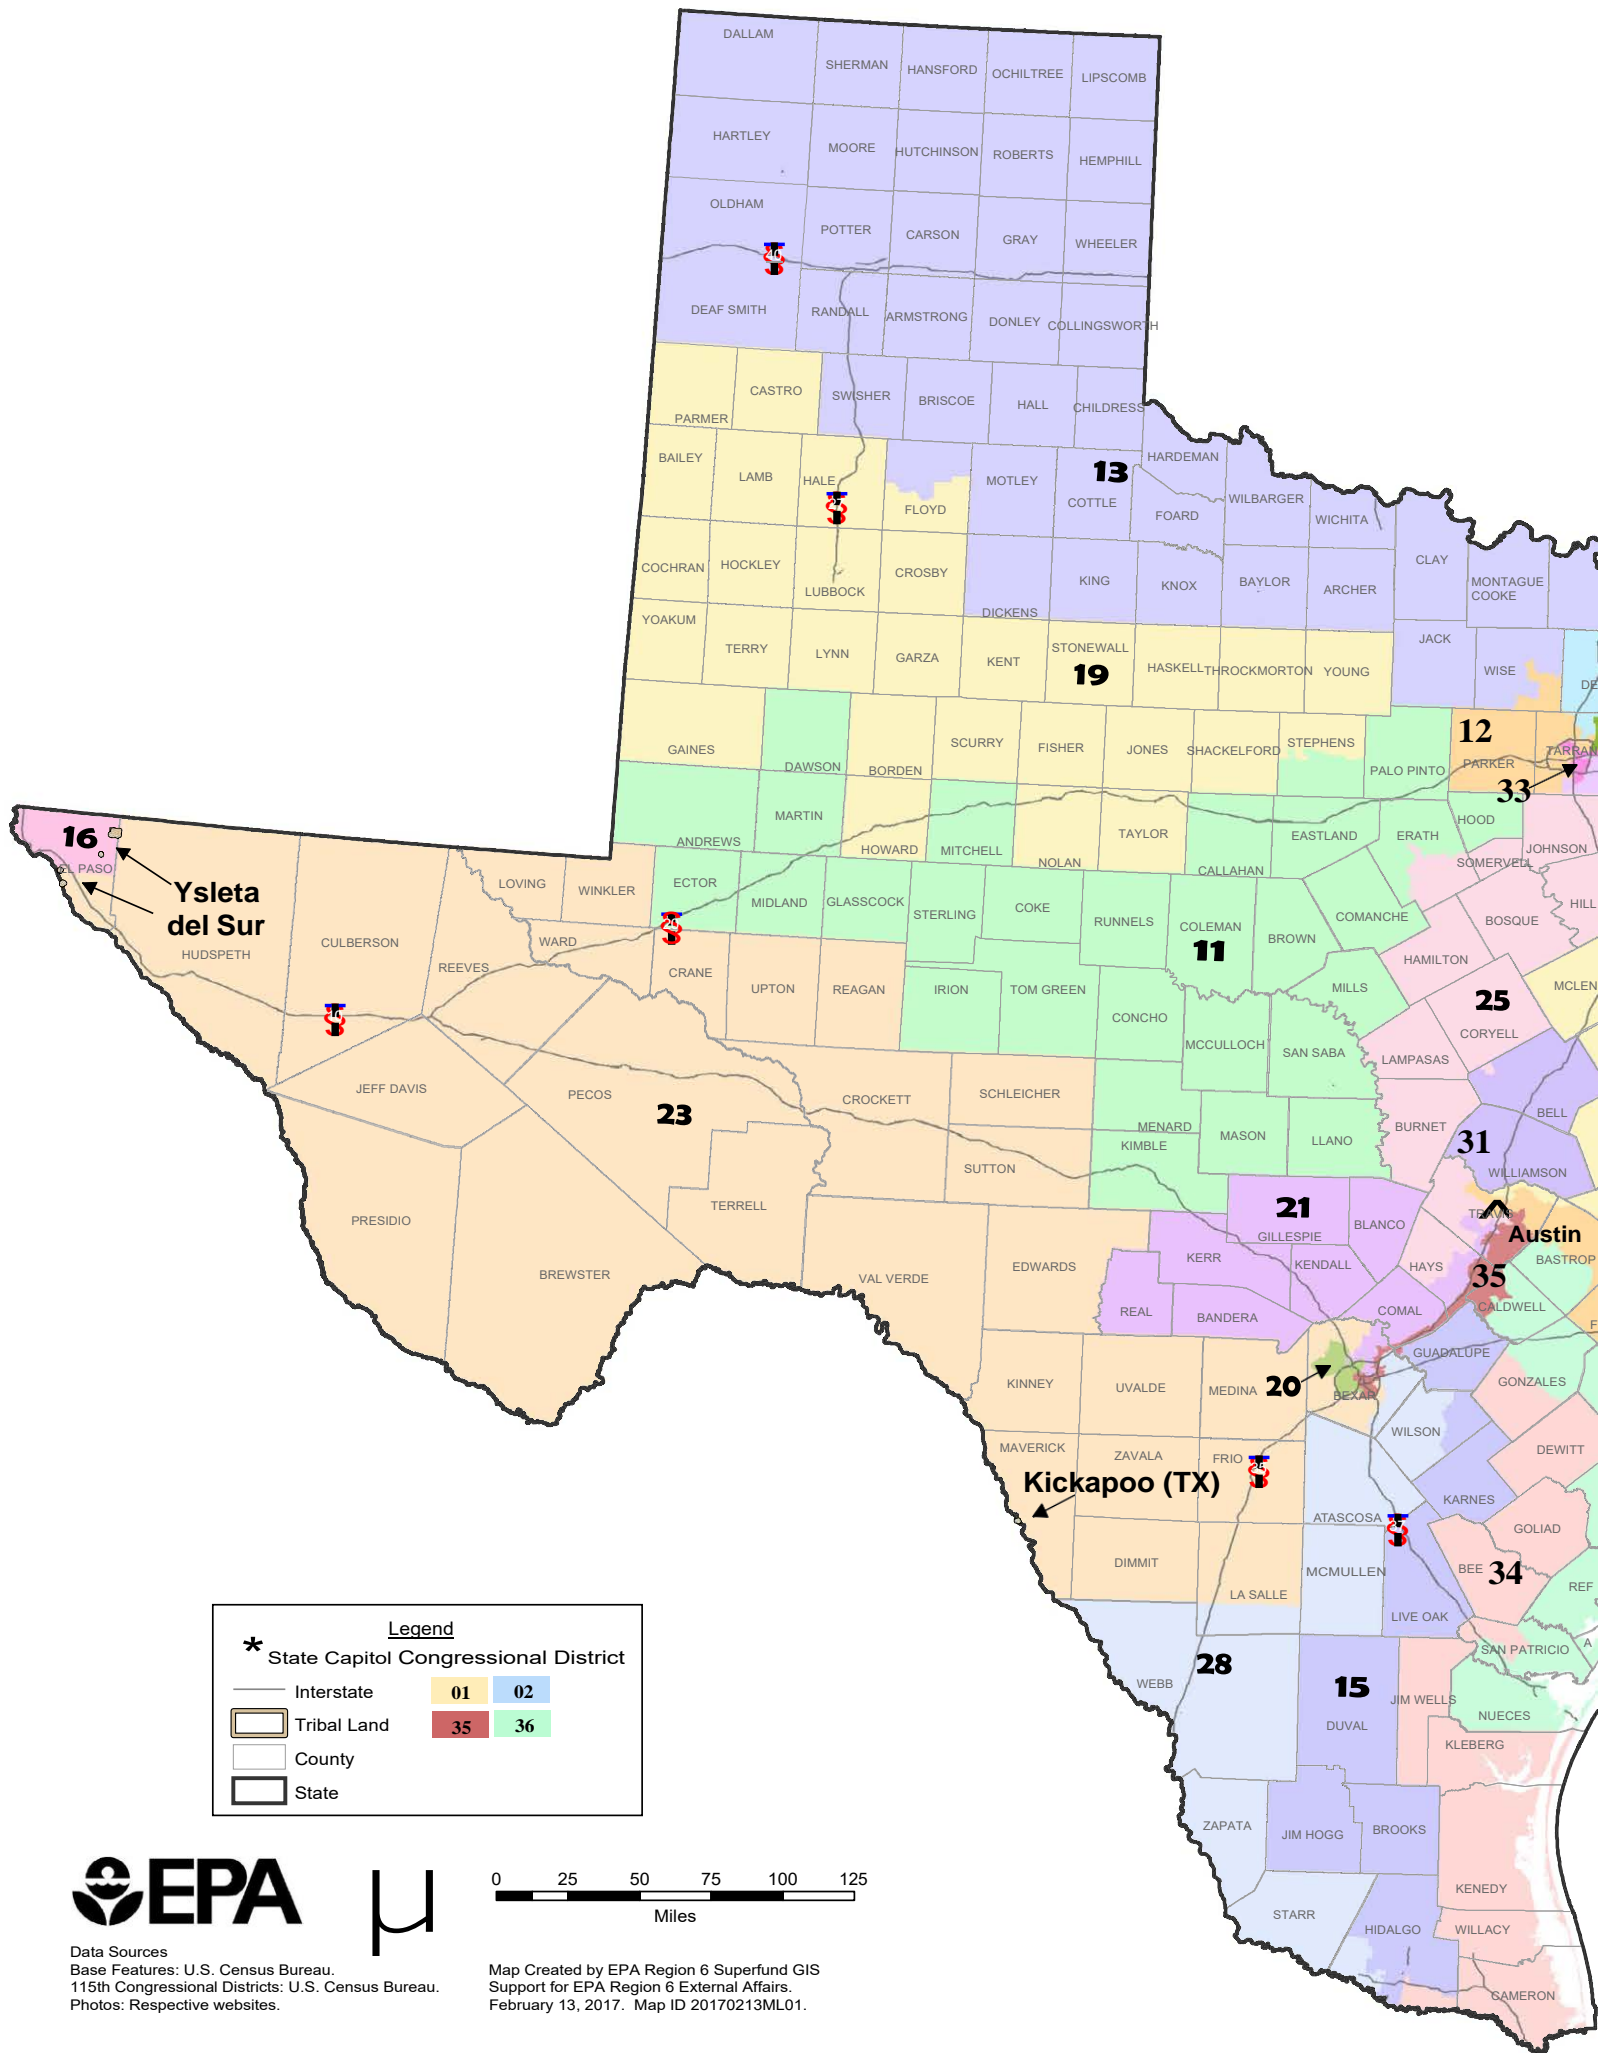 DALLAM
SHERMAN
HANSFORD
OCHILTREE
LIPSCOMB
HARTLEY
MOORE
HUTCHINSON
ROBERTS
HEMPHILL
OLDHAM
POTTER
CARSON
GRAY
WHEELER
DEAF SMITH
RANDALL
ARMSTRONG
DONLEY
COLLINGSWORTH
PARMER
CASTRO
SWISHER
BRISCOE
HALL
CHILDRESS
BAILEY
LAMB
HALE
FLOYD
MOTLEY
13
COTTLE
HARDEMAN
FOARD
WILBARGER
WICHITA
CLAY
MONTAGUE
COOKE
COCHRAN
HOCKLEY
LUBBOCK
CROSBY
DICKENS
KING
KNOX
BAYLOR
ARCHER
JACK
WISE
DE
YOAKUM
TERRY
LYNN
GARZA
KENT
STONEWALL
19
HASKELL
THROCKMORTON
YOUNG
GAINES
DAWSON
BORDEN
SCURRY
FISHER
JONES
SHACKELFORD
STEPHENS
PALO PINTO
12
PARKER
TARRAN
33
ANDREWS
MARTIN
HOWARD
MITCHELL
NOLAN
TAYLOR
CALLAHAN
EASTLAND
ERATH
HOOD
SOMERVELL
JOHNSON
16
EL PASO
Ysleta
del Sur
HUDSPETH
CULBERSON
REEVES
LOVING
WINKLER
WARD
ECTOR
MIDLAND
GLASSCOCK
STERLING
COKE
RUNNELS
COLEMAN
11
BROWN
COMANCHE
BOSQUE
HILL
HAMILTON
MCLEN
CRANE
UPTON
REAGAN
IRION
TOM GREEN
CONCHO
MCCULLOCH
SAN SABA
MILLS
LAMPASAS
25
CORYELL
JEFF DAVIS
PECOS
23
CROCKETT
SCHLEICHER
MENARD
KIMBLE
MASON
LLANO
BURNET
31
BELL
WILLIAMSON
SUTTON
TERRELL
PRESIDIO
BREWSTER
VAL VERDE
EDWARDS
KERR
21
GILLESPIE
BLANCO
KENDALL
TRAVIS
Austin
BASTROP
HAYS
35
CALDWELL
REAL
BANDERA
COMAL
GUADALUPE
F
KINNEY
UVALDE
MEDINA
20
BEXAR
GONZALES
WILSON
DEWITT
MAVERICK
ZAVALA
FRIO
Kickapoo (TX)
ATASCOSA
KARNES
GOLIAD
DIMMIT
LA SALLE
MCMULLEN
LIVE OAK
BEE
34
REF
SAN PATRICIO
A
WEBB
28
15
DUVAL
JIM WELLS
NUECES
KLEBERG
ZAPATA
JIM HOGG
BROOKS
KENEDY
STARR
HIDALGO
WILLACY
CAMERON
Legend
* State Capitol
Congressional District
Interstate
Tribal Land
County
State
01
02
35
36
EPA
μ
0 25 50 75 100 125
Miles
Data Sources
Base Features: U.S. Census Bureau.
115th Congressional Districts: U.S. Census Bureau.
Photos: Respective websites.
Map Created by EPA Region 6 Superfund GIS
Support for EPA Region 6 External Affairs.
February 13, 2017. Map ID 20170213ML01.